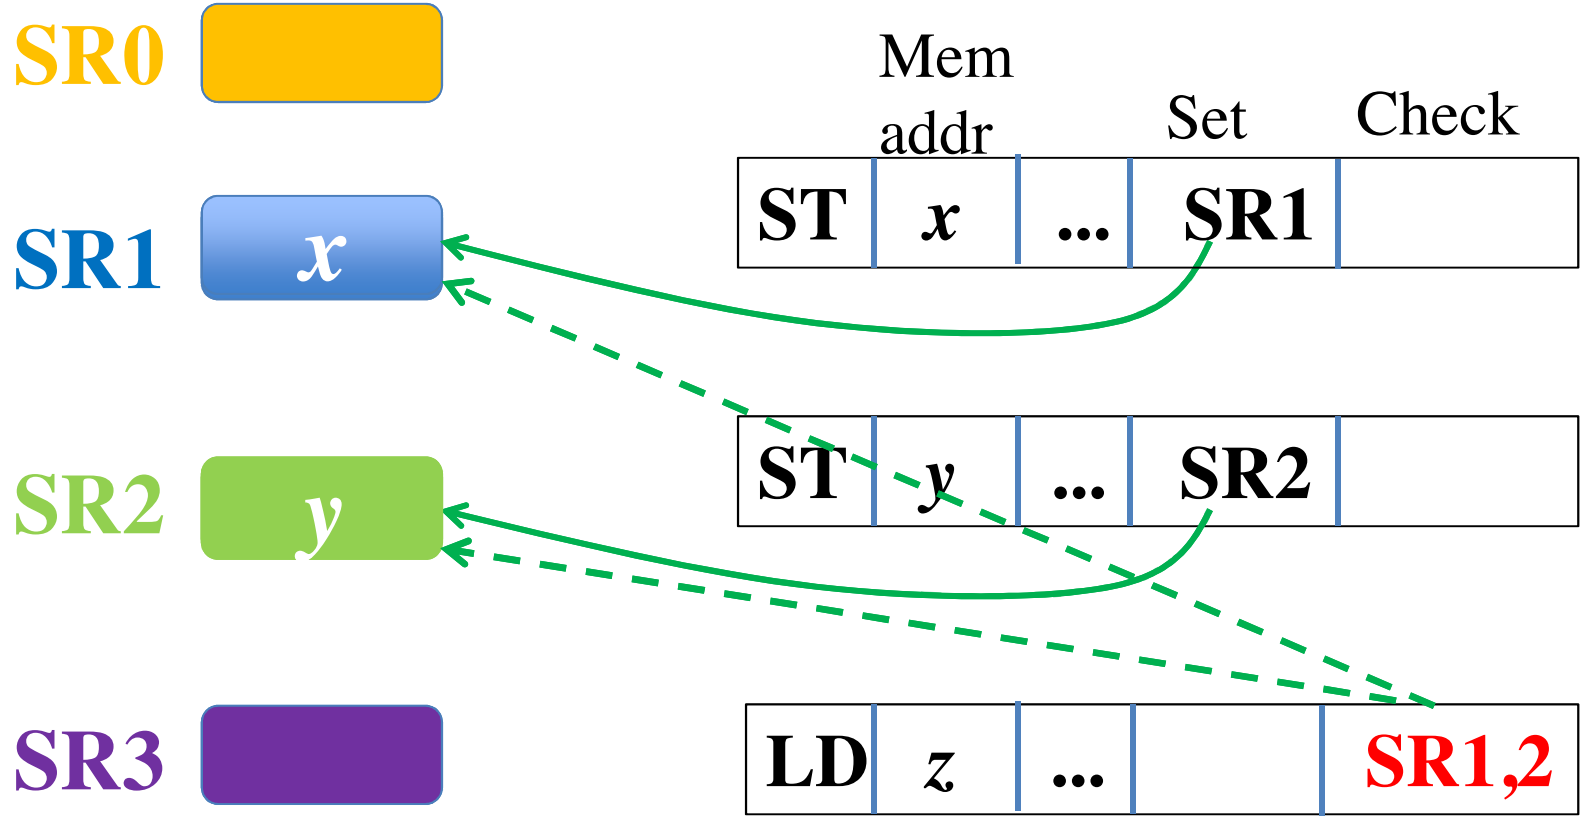 SR0
Mem
addr
Set
Check
SR1
x
ST x ... SR1
SR2
y
ST y ... SR2
SR3
LD z ... SR1,2